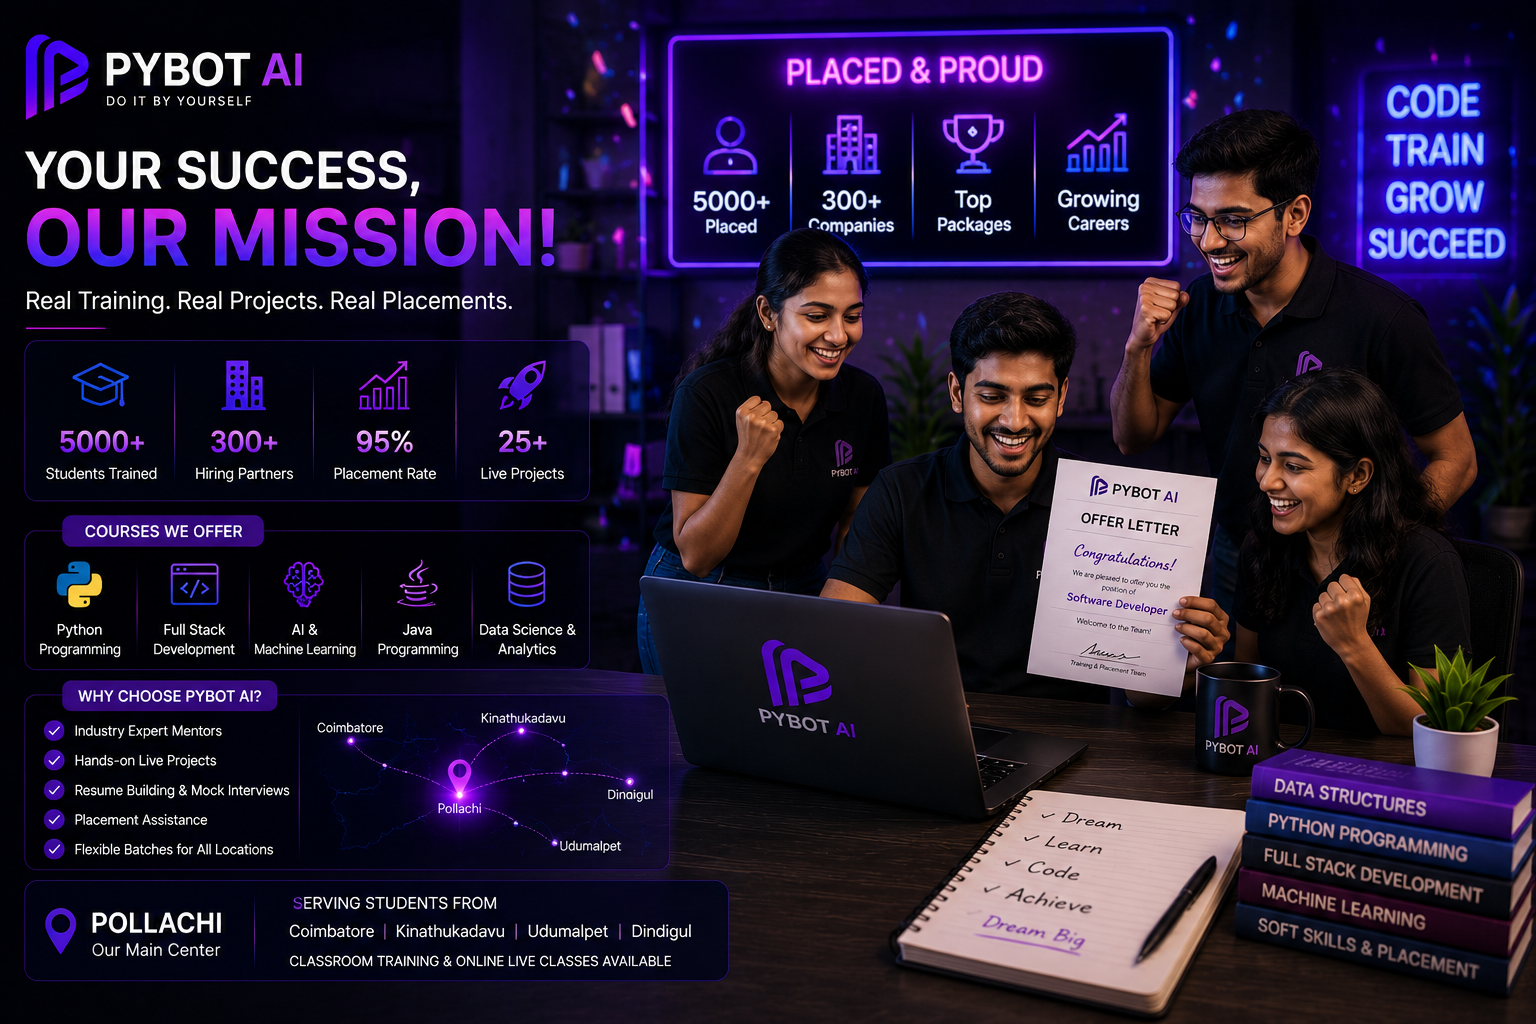 PYBOT AI
DO IT BY YOURSELF
YOUR SUCCESS,
OUR MISSION!
Real Training. Real Projects. Real Placements.
5000+
Students Trained
300+
Hiring Partners
95%
Placement Rate
25+
Live Projects
COURSES WE OFFER
Python
Programming
Full Stack
Development
AI &
Machine Learning
Java
Programming
Data Science &
Analytics
WHY CHOOSE PYBOT AI?
Industry Expert Mentors
Hands-on Live Projects
Resume Building & Mock Interviews
Placement Assistance
Flexible Batches for All Locations
Coimbatore
Kinathukadavu
Pollachi
Dindigul
Udumalpet
POLLACHI
Our Main Center
SERVING STUDENTS FROM
Coimbatore | Kinathukadavu | Udumalpet | Dindigul
CLASSROOM TRAINING & ONLINE LIVE CLASSES AVAILABLE
PLACED & PROUD
5000+
Placed
300+
Companies
Top
Packages
Growing
Careers
CODE
TRAIN
GROW
SUCCEED
PYBOT AI
PYBOT AI
OFFER LETTER
Congratulations!
We are pleased to offer you the
position of
Software Developer
Welcome to the Team!
Training & Placement Team
PYBOT AI
PYBOT AI
✓ Dream
✓ Learn
✓ Code
✓ Achieve
Dream Big
DATA STRUCTURES
PYTHON PROGRAMMING
FULL STACK DEVELOPMENT
MACHINE LEARNING
SOFT SKILLS & PLACEMENT